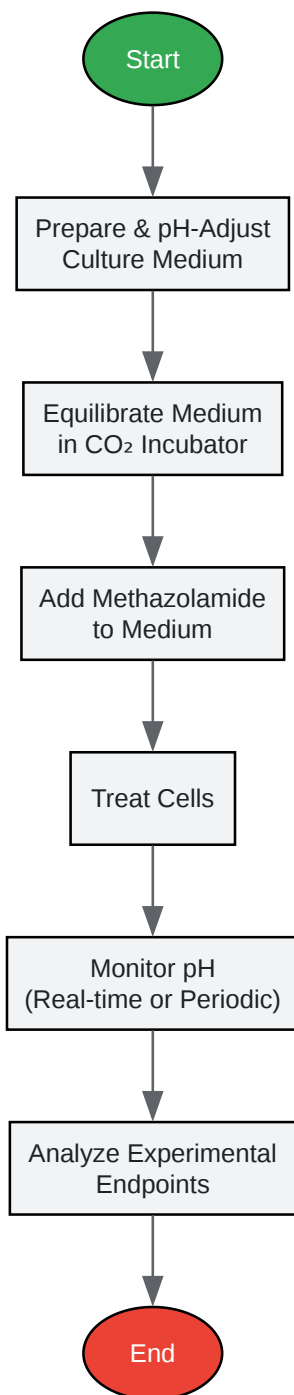 Start
Prepare & pH-Adjust
Culture Medium
Equilibrate Medium
in CO₂ Incubator
Add Methazolamide
to Medium
Treat Cells
Monitor pH
(Real-time or Periodic)
Analyze Experimental
Endpoints
End